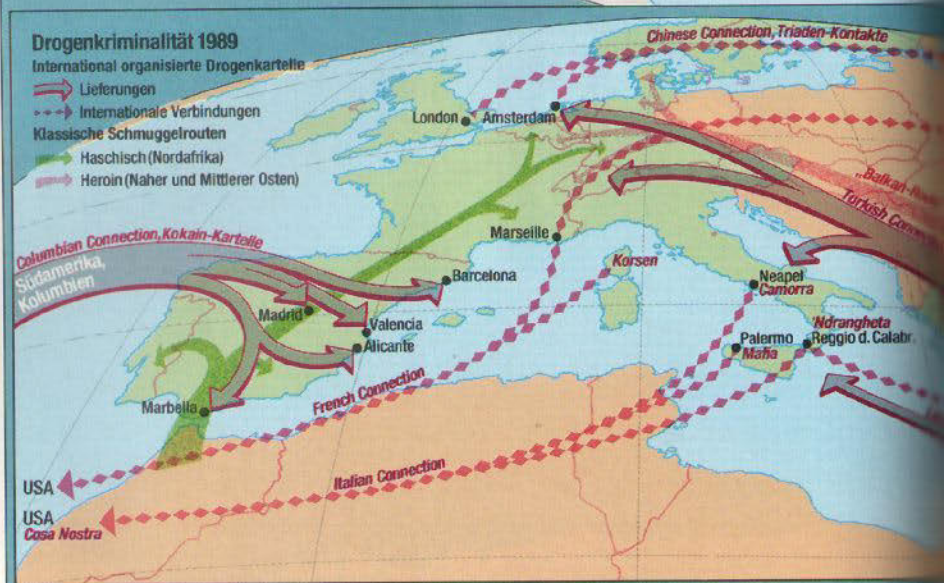 Drogenkriminalität 1989
International organisierte Drogenkartelle
Lieferungen
Internationale Verbindungen
Klassische Schmuggelrouten
Haschisch (Nordafrika)
Heroin (Naher und Mittlerer Osten)
Chinese Connection, Triaden-Kontakte
London
Amsterdam
"Balkan-
Turkish
Columbian Connection, Kokain-Kartelle
Südamerika,
Kolumbien
Marseille
Korsen
Barcelona
Neapel
Camorra
Madrid
Valencia
Alicante
'Ndrangheta
Palermo
Reggio d. Calabr.
Mafia
Marbella
French Connection
Italian Connection
USA
USA
Cosa Nostra